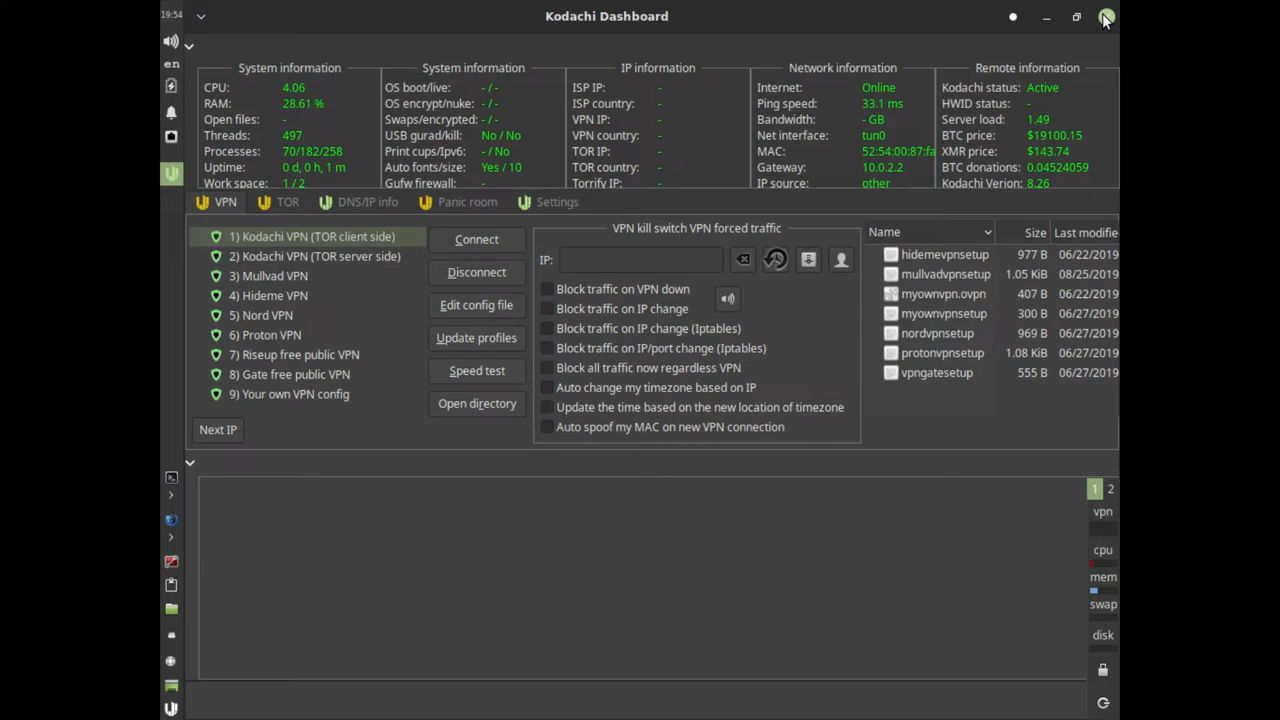 19:54
Kodachi Dashboard
en
System information
CPU: 4.06
RAM: 28.61 %
Open files: -
Threads: 497
Processes: 70/182/258
Uptime: 0 d, 0 h, 1 m
Work space: 1 / 2
System information
OS boot/live: - / -
OS encrypt/nuke: - / -
Swaps/encrypted: - / -
USB gurad/kill: No / No
Print cups/Ipv6: - / No
Auto fonts/size: Yes / 10
Gufw firewall: -
IP information
ISP IP: -
ISP country: -
VPN IP: -
VPN country: -
TOR IP: -
TOR country: -
Torrify IP: -
Network information
Internet: Online
Ping speed: 33.1 ms
Bandwidth: - GB
Net interface: tun0
MAC: 52:54:00:87:fa
Gateway: 10.0.2.2
IP source: other
Remote information
Kodachi status: Active
HWID status: -
Server load: 1.49
BTC price: $19100.15
XMR price: $143.74
BTC donations: 0.04524059
Kodachi Verion: 8.26
VPN TOR DNS/IP info Panic room Settings
1) Kodachi VPN (TOR client side)
2) Kodachi VPN (TOR server side)
3) Mullvad VPN
4) Hideme VPN
5) Nord VPN
6) Proton VPN
7) Riseup free public VPN
8) Gate free public VPN
9) Your own VPN config
Next IP
Connect
Disconnect
Edit config file
Update profiles
Speed test
Open directory
VPN kill switch VPN forced traffic
IP:
Block traffic on VPN down
Block traffic on IP change
Block traffic on IP change (Iptables)
Block traffic on IP/port change (Iptables)
Block all traffic now regardless VPN
Auto change my timezone based on IP
Update the time based on the new location of timezone
Auto spoof my MAC on new VPN connection
Name Size Last modifie
hidemevpnsetup 977 B 06/22/2019
mullvadvpnsetup 1.05 KiB 08/25/2019
myownvpn.ovpn 407 B 06/22/2019
myownvpnsetup 300 B 06/27/2019
nordvpnsetup 969 B 06/27/2019
protonvpnsetup 1.08 KiB 06/27/2019
vpngatesetup 555 B 06/27/2019
1 2
vpn
cpu
mem
swap
disk